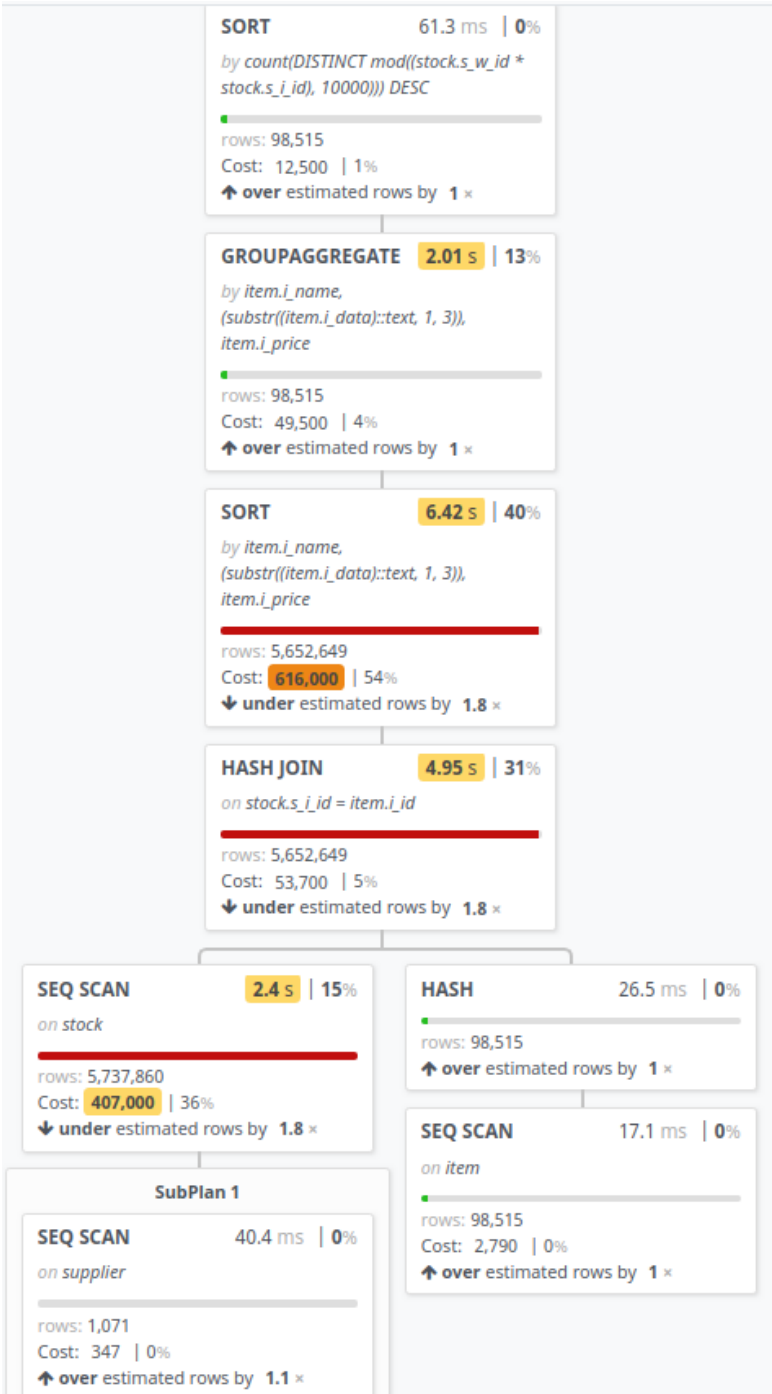 SORT 61.3 ms | 0%
by count(DISTINCT mod((stock.s_w_id *
stock.s_i_id), 10000))) DESC
rows: 98,515
Cost: 12,500 | 1%
↑ over estimated rows by 1 ×
GROUPAGGREGATE 2.01 s | 13%
by item.i_name,
(substr((item.i_data)::text, 1, 3)),
item.i_price
rows: 98,515
Cost: 49,500 | 4%
↑ over estimated rows by 1 ×
SORT 6.42 s | 40%
by item.i_name,
(substr((item.i_data)::text, 1, 3)),
item.i_price
rows: 5,652,649
Cost: 616,000 | 54%
↓ under estimated rows by 1.8 ×
HASH JOIN 4.95 s | 31%
on stock.s_i_id = item.i_id
rows: 5,652,649
Cost: 53,700 | 5%
↓ under estimated rows by 1.8 ×
SEQ SCAN 2.4 s | 15%
on stock
rows: 5,737,860
Cost: 407,000 | 36%
↓ under estimated rows by 1.8 ×
SubPlan 1
SEQ SCAN 40.4 ms | 0%
on supplier
rows: 1,071
Cost: 347 | 0%
↑ over estimated rows by 1.1 ×
HASH 26.5 ms | 0%
rows: 98,515
↑ over estimated rows by 1 ×
SEQ SCAN 17.1 ms | 0%
on item
rows: 98,515
Cost: 2,790 | 0%
↑ over estimated rows by 1 ×